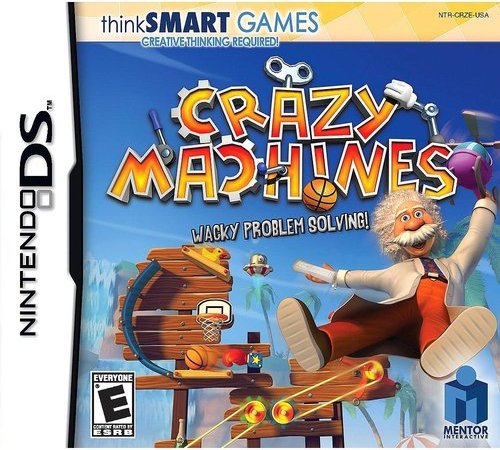 thinkSMART GAMES
CREATIVE THINKING REQUIRED!
NTR-CRZE-USA
NINTENDO DS™
CRAZY
MACHINES
WACKY PROBLEM SOLVING!
EVERYONE
E
CONTENT RATED BY
ESRB
MENTOR
INTERACTIVE